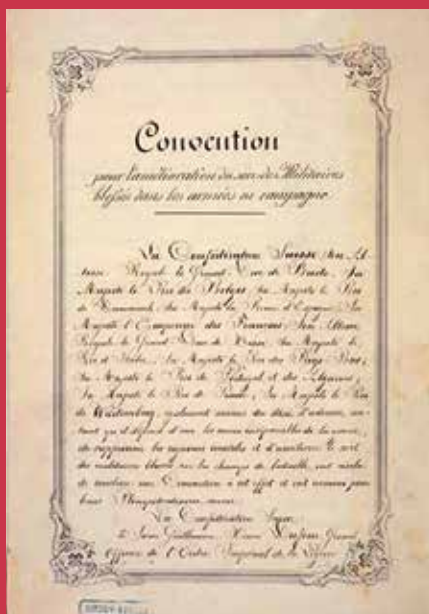 Convention
pour l'amélioration du sort des Militaires
blessés dans les armées en campagne
La Confédération Suisse, Son Al-
tesse Royale le Grand-Duc de Bade, Sa
Majesté le Roi des Belges, Sa Majesté le Roi
de Danemark, Sa Majesté la Reine d'Espagne, Sa
Majesté l'Empereur des Français, Son Altesse
Royale le Grand Duc de Hesse, Sa Majesté le
Roi d'Italie, Sa Majesté le Roi des Pays-Bas,
Sa Majesté le Roi de Portugal et des Algarves,
Sa Majesté le Roi de Prusse, Sa Majesté le Roi
de Würtemberg, également animés du désir d'adoucir, au-
tant qu'il dépend d'eux, les maux inséparables de la guerre,
de supprimer les rigueurs inutiles et d'améliorer le sort
des militaires blessés sur les champs de bataille, ont résolu
de conclure une Convention à cet effet et ont nommé pour
leurs Plénipotentiaires, savoir:
La Confédération Suisse
Guillaume Henri Dufour, Grand
Officier de l'Ordre Impérial de la Légion